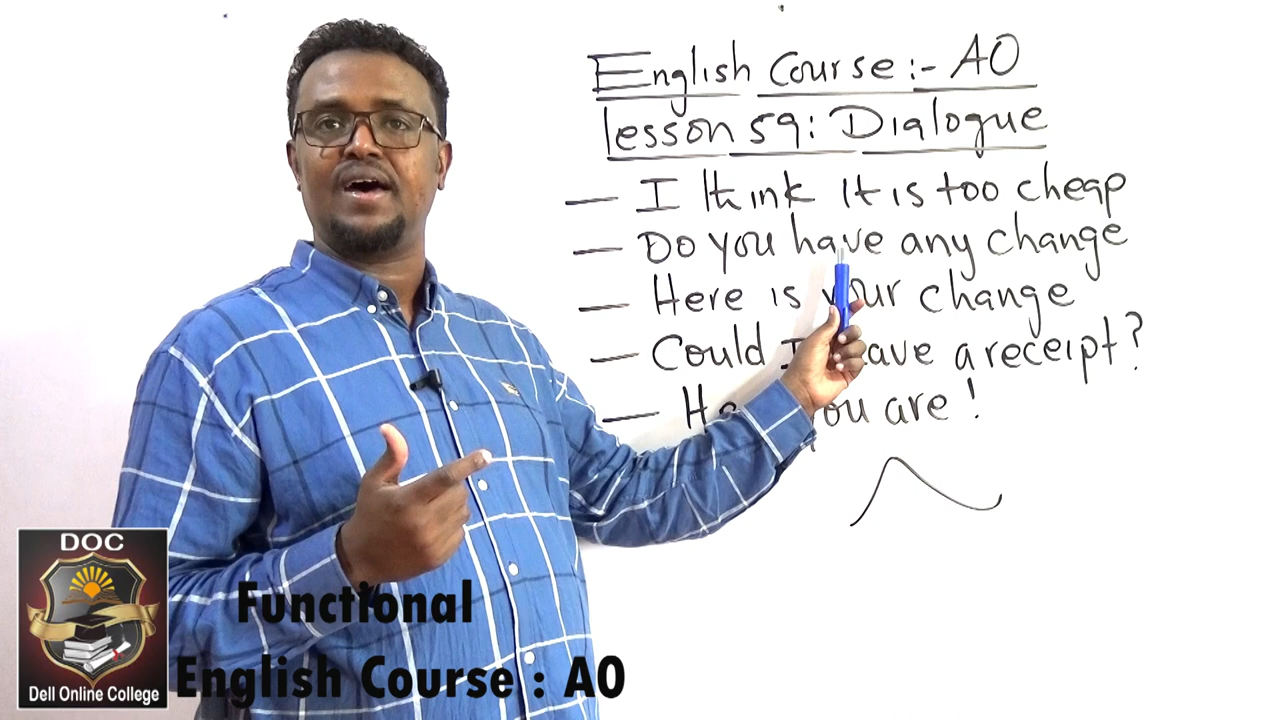 English Course :- A0
lesson 59: Dialogue
— I think it is too cheap
— Do you have any change
— Here is your change
— Could I have a receipt?
— you are !
DOC
Dell Online College
Functional
English Course : A0